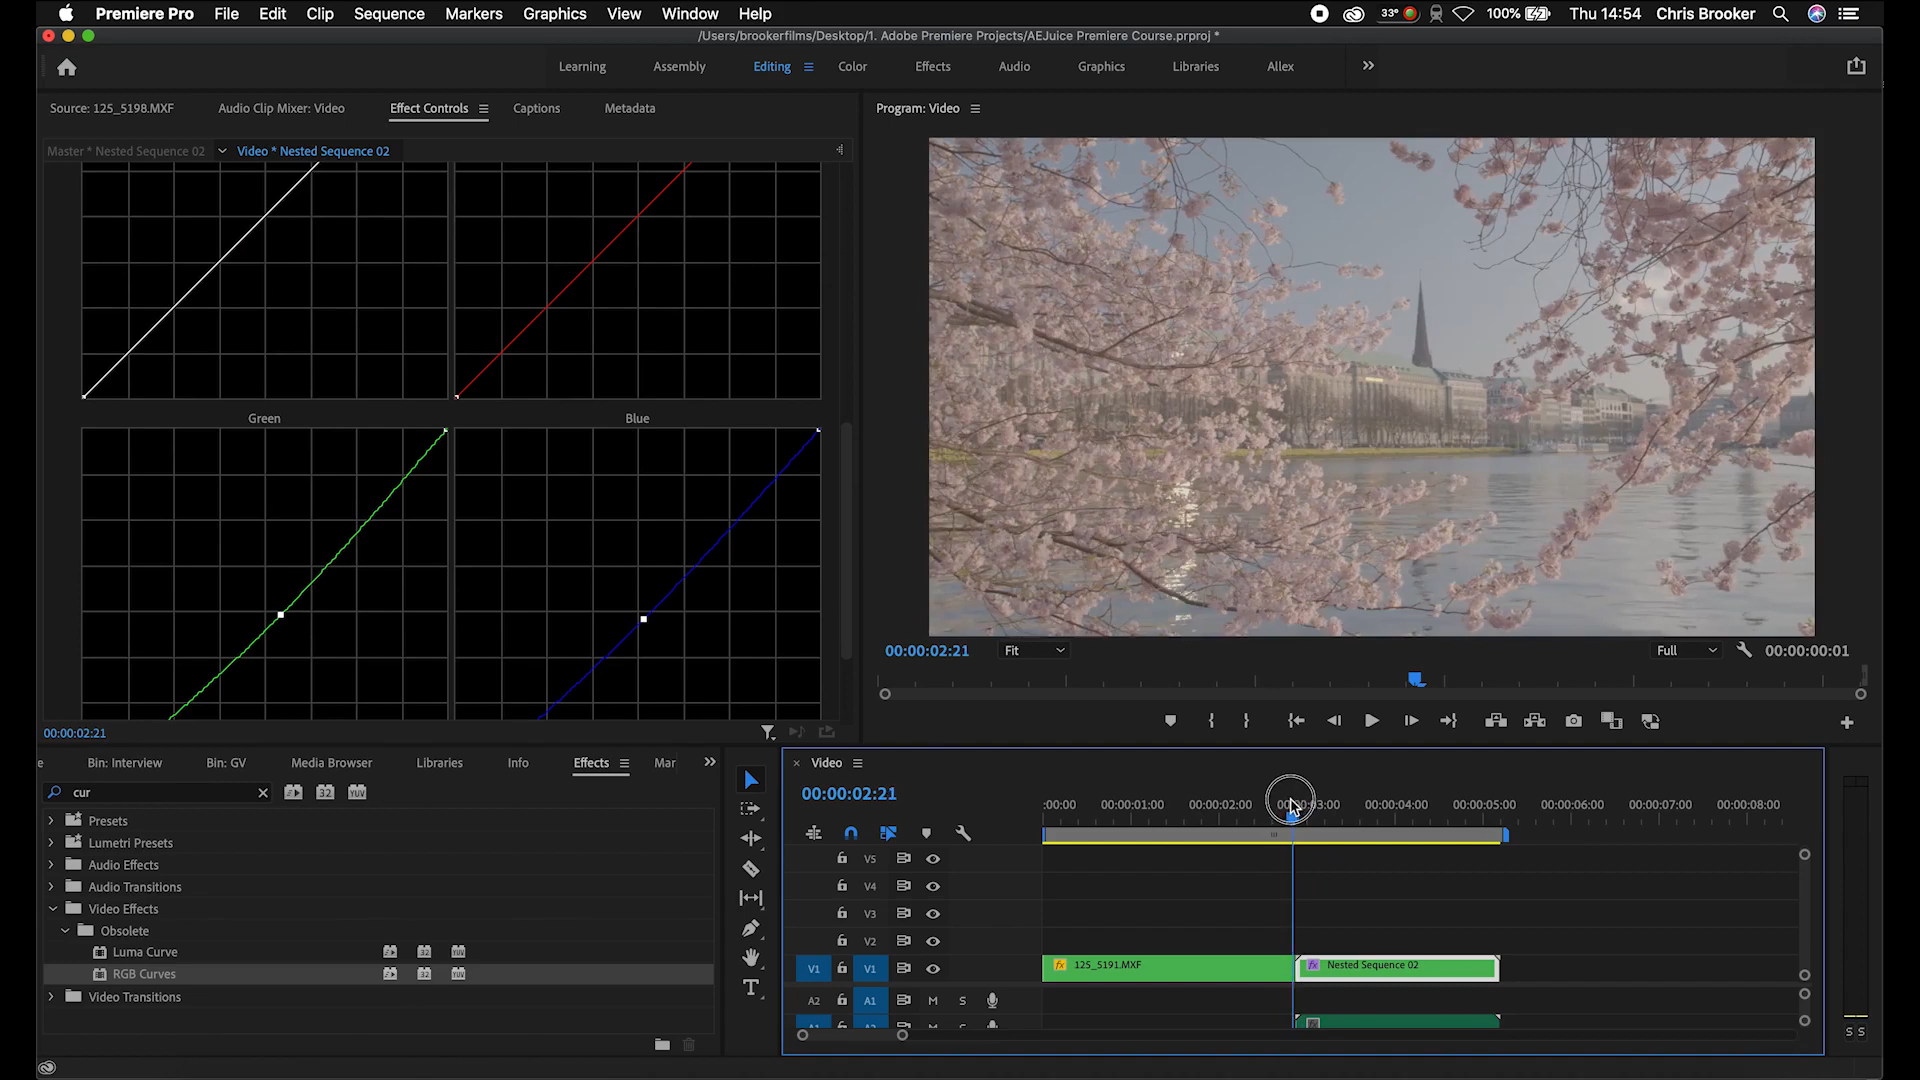 Premiere Pro File Edit Clip Sequence Markers Graphics View Window Help 33° 100% Thu 14:54 Chris Brooker
/Users/brookerfilms/Desktop/1. Adobe Premiere Projects/AEJuice Premiere Course.prproj *
Learning Assembly Editing Color Effects Audio Graphics Libraries Allex
Source: 125_5198.MXF Audio Clip Mixer: Video Effect Controls Captions Metadata
Program: Video
Master * Nested Sequence 02 Video * Nested Sequence 02
Green Blue
00:00:02:21 Fit Full 00:00:00:01
00:00:02:21
Bin: Interview Bin: GV Media Browser Libraries Info Effects Mar
cur
Presets
Lumetri Presets
Audio Effects
Audio Transitions
Video Effects
Obsolete
Luma Curve
RGB Curves
Video Transitions
Video
00:00:02:21
:00:00 00:00:01:00 00:00:02:00 00:00:03:00 00:00:04:00 00:00:05:00 00:00:06:00 00:00:07:00 00:00:08:00
V5
V4
V3
V2
V1 V1 fx 125_5191.MXF fx Nested Sequence 02
A2 A1 M S
S S